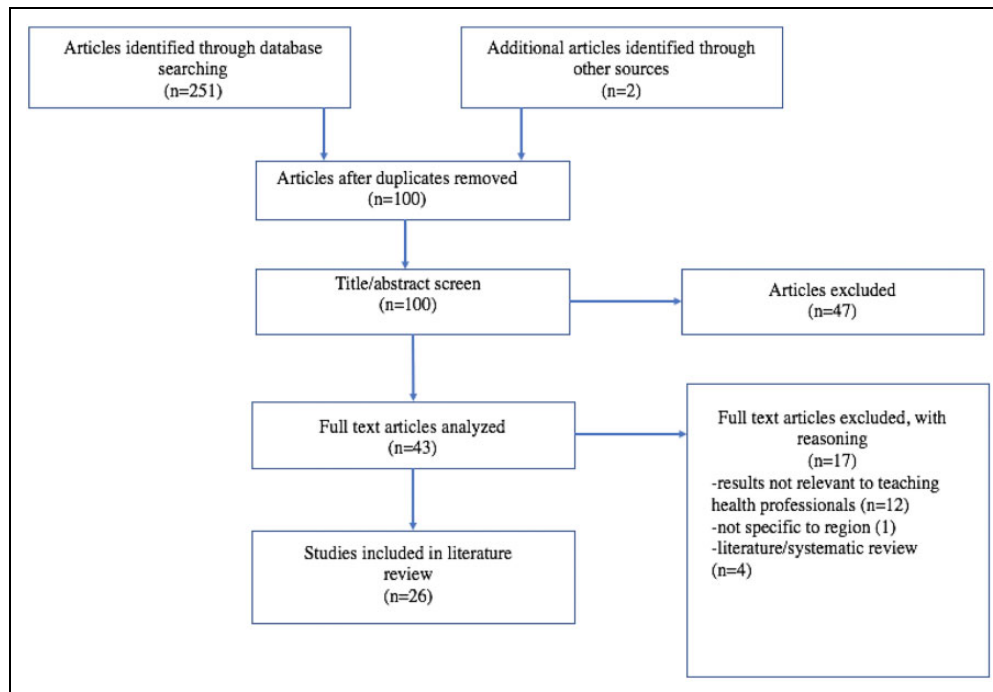 Articles identified through database
searching
(n=251)
Additional articles identified through
other sources
(n=2)
Articles after duplicates removed
(n=100)
Title/abstract screen
(n=100)
Articles excluded
(n=47)
Full text articles analyzed
(n=43)
Full text articles excluded, with
reasoning
(n=17)
-results not relevant to teaching
health professionals (n=12)
-not specific to region (1)
-literature/systematic review
(n=4)
Studies included in literature
review
(n=26)